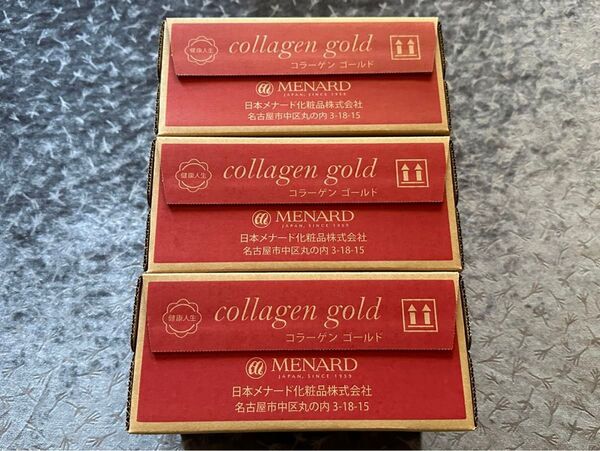 健康人生
collagen gold
コラーゲン ゴールド
MENARD
JAPAN, SINCE 1959
日本メナード化粧品株式会社
名古屋市中区丸の内 3-18-15
健康人生
collagen gold
コラーゲン ゴールド
MENARD
JAPAN, SINCE 1959
日本メナード化粧品株式会社
名古屋市中区丸の内 3-18-15
健康人生
collagen gold
コラーゲン ゴールド
MENARD
JAPAN, SINCE 1959
日本メナード化粧品株式会社
名古屋市中区丸の内 3-18-15